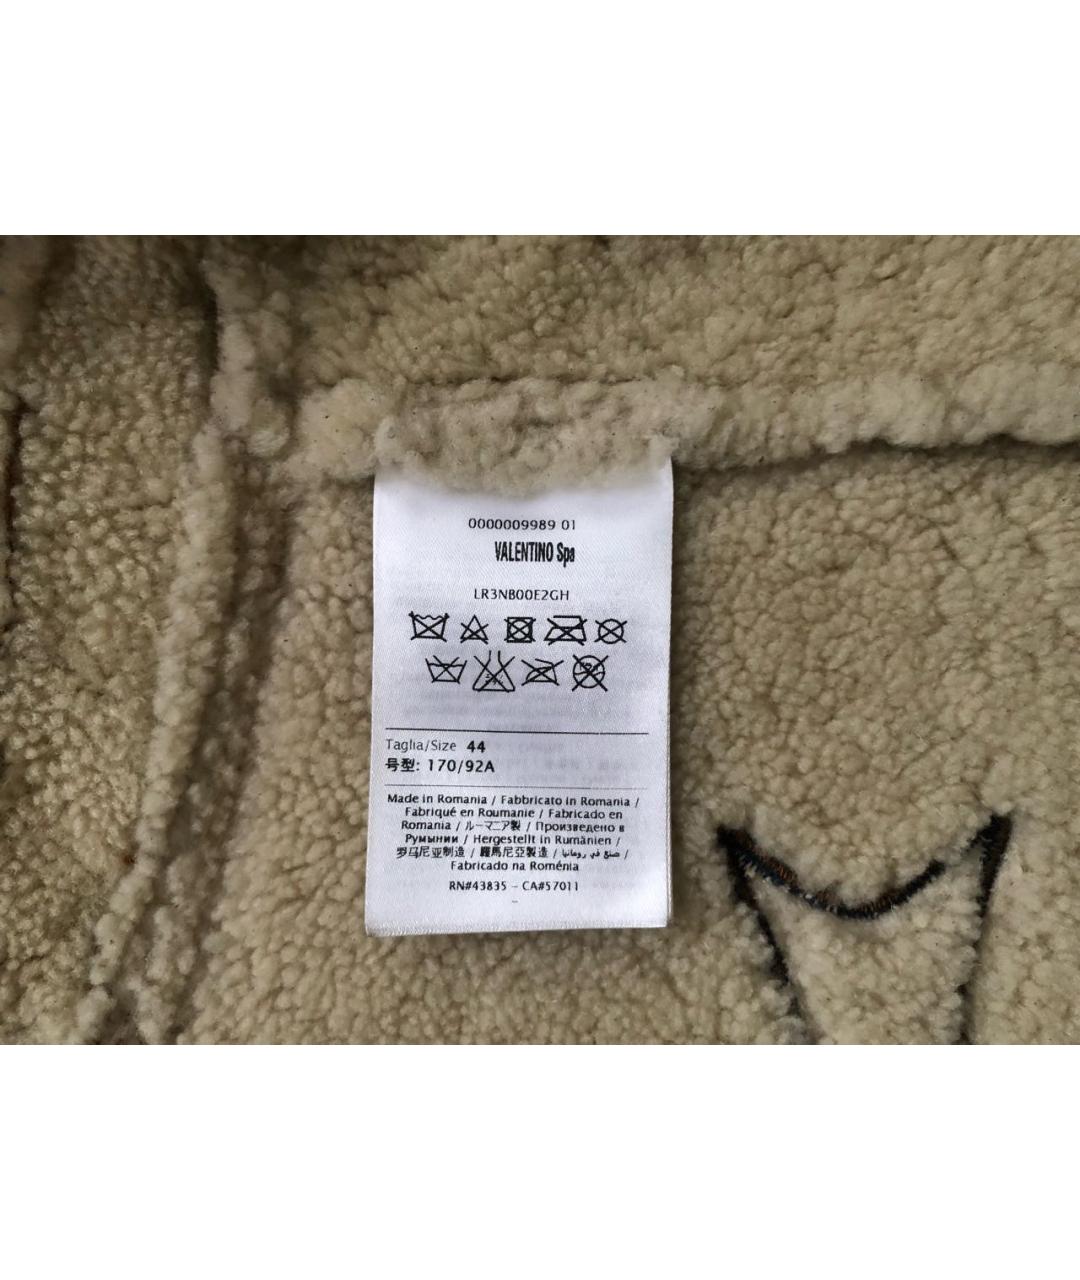 0000009989 01
VALENTINO Spa
LR3NB00E2GH
Taglia/Size 44
号型: 170/92A
Made in Romania / Fabbricato in Romania /
Fabriqué en Roumanie / Fabricado en
Romania / ルーマニア製 / Произведено в
Румынии / Hergestellt in Rumänien /
罗马尼亚制造 / 羅馬尼亞製造 / صنع في رومانيا /
Fabricado na Roménia
RN#43835 - CA#57011